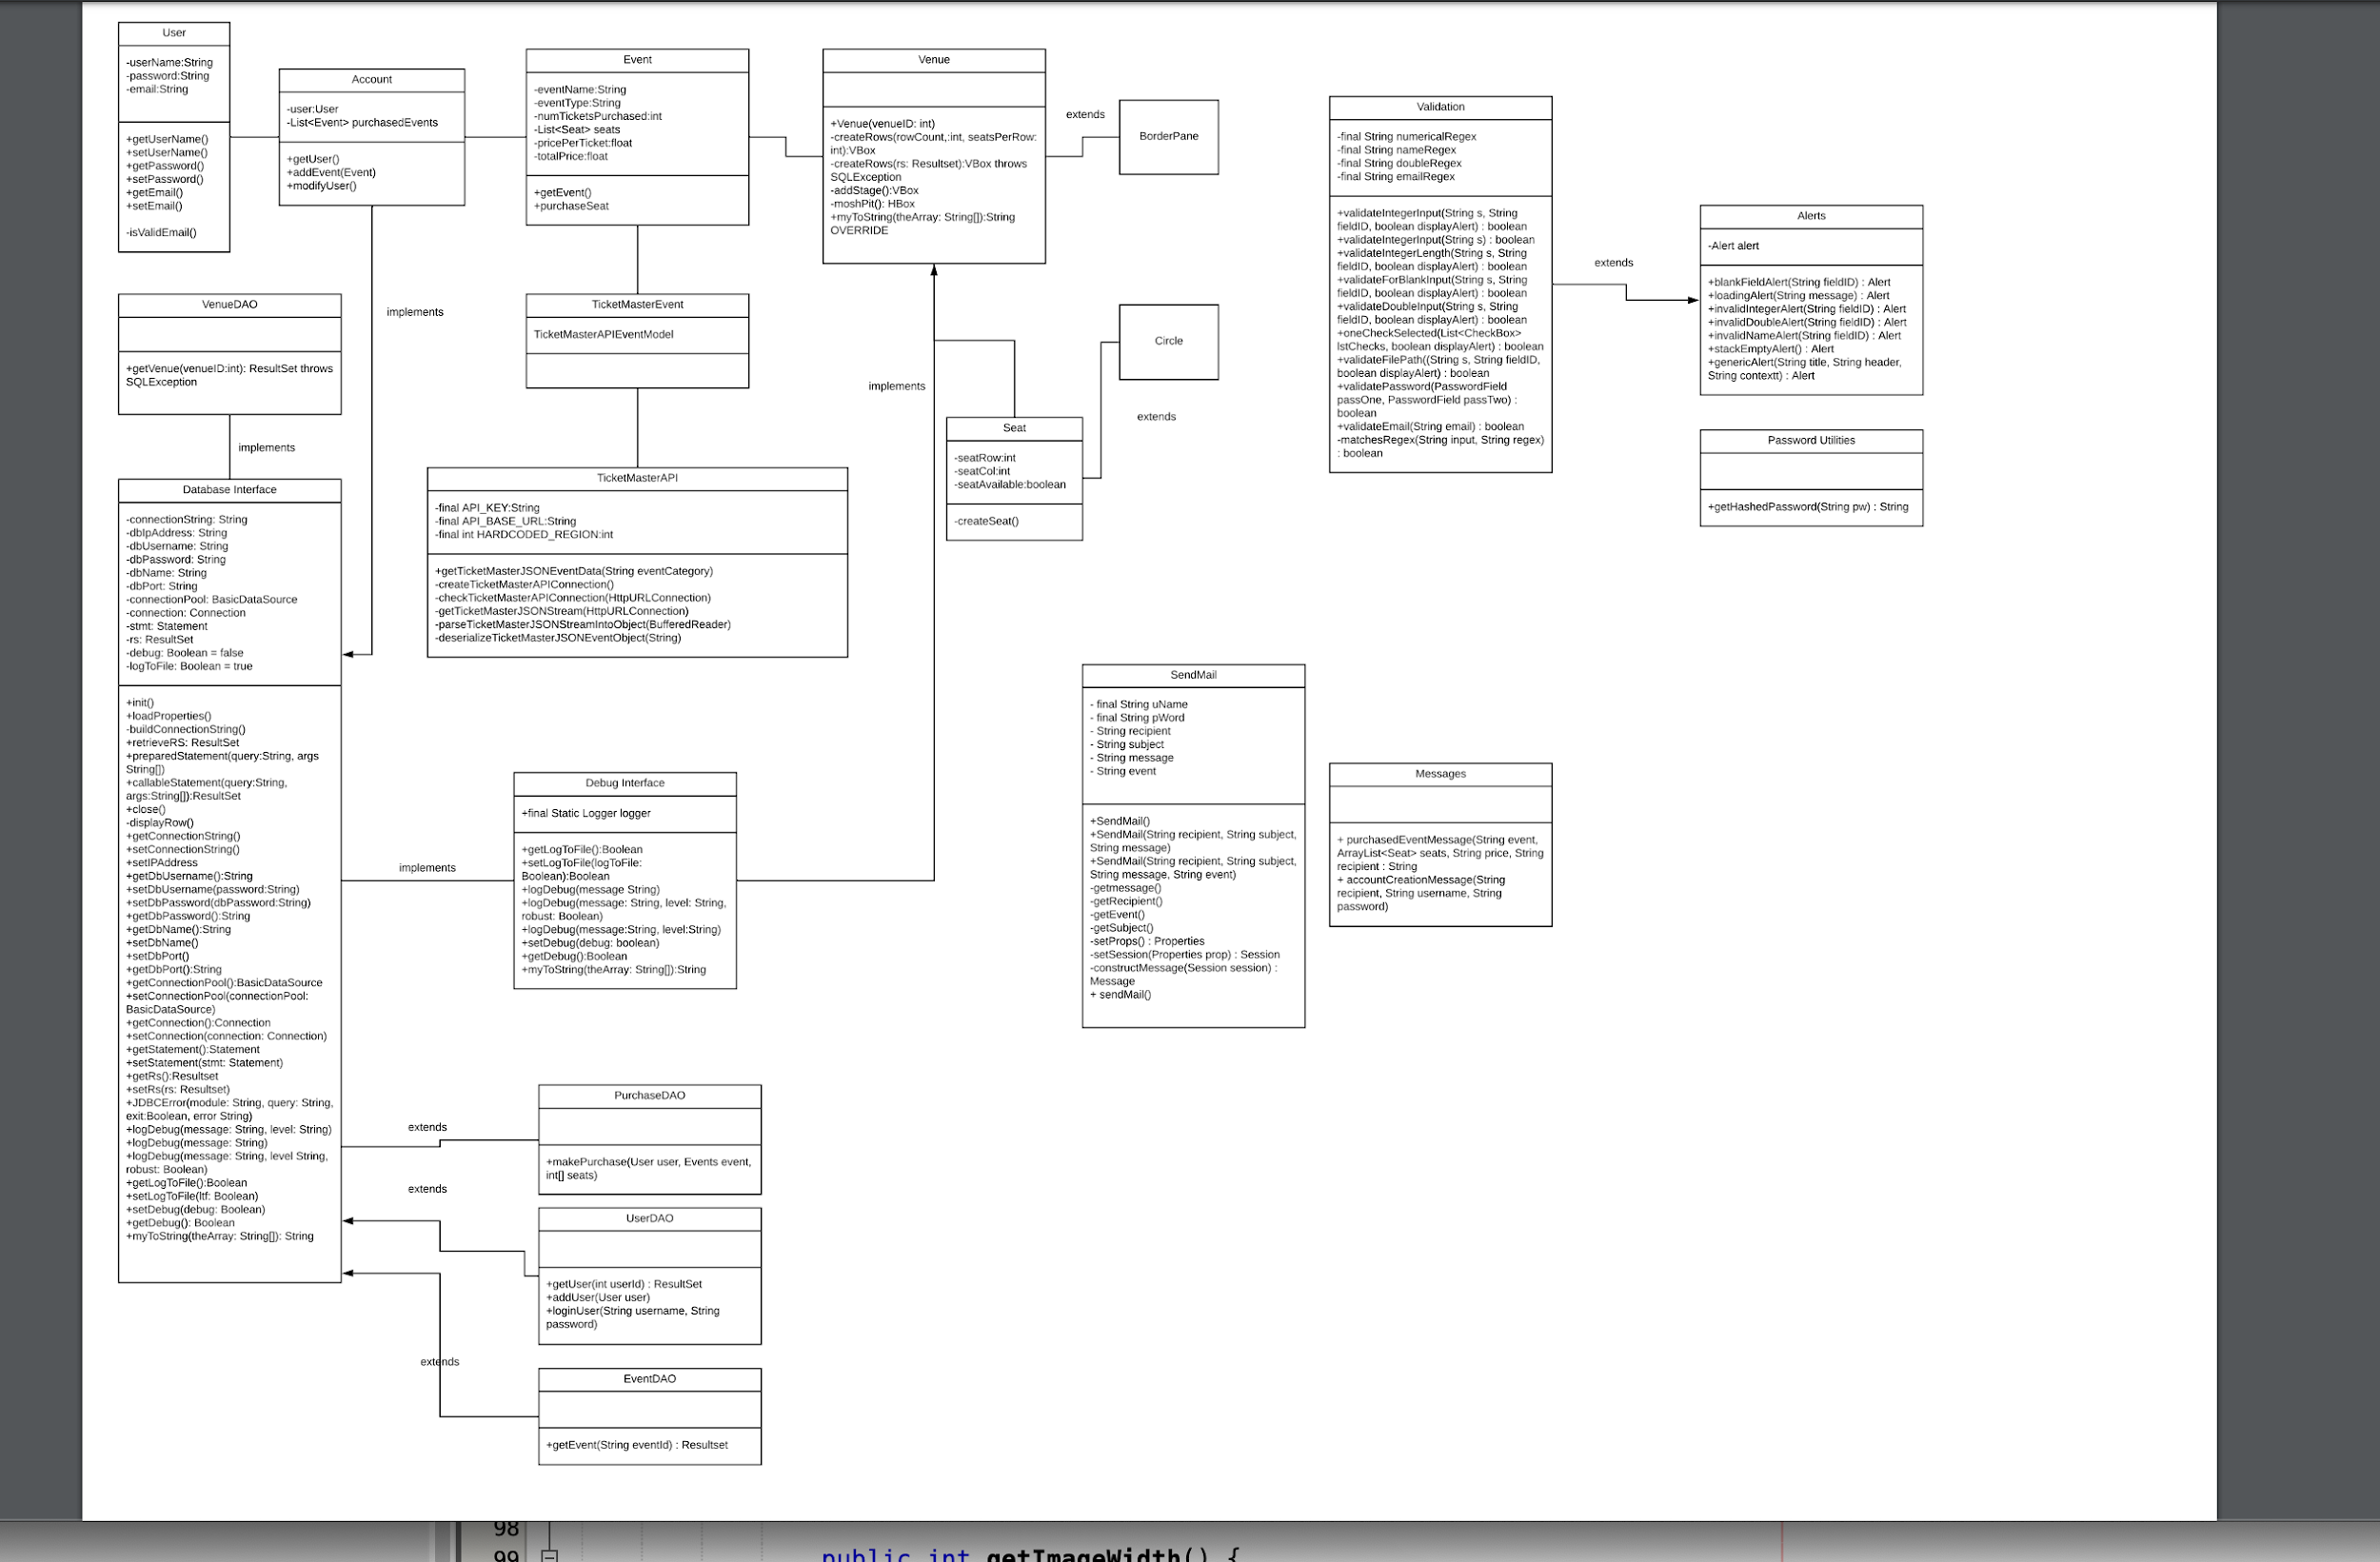 User
-userName:String
-password:String
-email:String
+getUserName()
+setUserName()
+getPassword()
+setPassword()
+getEmail()
+setEmail()
-isValidEmail()
Account
-user:User
-List<Event> purchasedEvents
+getUser()
+addEvent(Event)
+modifyUser()
Event
-eventName:String
-eventType:String
-numTicketsPurchased:int
-List<Seat> seats
-pricePerTicket:float
-totalPrice:float
+getEvent()
+purchaseSeat
Venue
+Venue(venueID: int)
-createRows(rowCount,:int, seatsPerRow:
int):VBox
-createRows(rs: Resultset):VBox throws
SQLException
-addStage():VBox
-moshPit(): HBox
+myToString(theArray: String[]):String
OVERRIDE
extends
BorderPane
Validation
-final String numericalRegex
-final String nameRegex
-final String doubleRegex
-final String emailRegex
+validateIntegerInput(String s, String
fieldID, boolean displayAlert) : boolean
+validateIntegerInput(String s) : boolean
+validateIntegerLength(String s, String
fieldID, boolean displayAlert) : boolean
+validateForBlankInput(String s, String
fieldID, boolean displayAlert) : boolean
+validateDoubleInput(String s, String
fieldID, boolean displayAlert) : boolean
+oneCheckSelected(List<CheckBox>
lstChecks, boolean displayAlert) : boolean
+validateFilePath((String s, String fieldID,
boolean displayAlert) : boolean
+validatePassword(PasswordField
passOne, PasswordField passTwo) :
boolean
+validateEmail(String email) : boolean
-matchesRegex(String input, String regex)
: boolean
extends
Alerts
-Alert alert
+blankFieldAlert(String fieldID) : Alert
+loadingAlert(String message) : Alert
+invalidIntegerAlert(String fieldID) : Alert
+invalidDoubleAlert(String fieldID) : Alert
+invalidNameAlert(String fieldID) : Alert
+stackEmptyAlert() : Alert
+genericAlert(String title, String header,
String contextt) : Alert
Password Utilities
+getHashedPassword(String pw) : String
VenueDAO
+getVenue(venueID:int): ResultSet throws
SQLException
implements
implements
TicketMasterEvent
TicketMasterAPIEventModel
TicketMasterAPI
-final API_KEY:String
-final API_BASE_URL:String
-final int HARDCODED_REGION:int
+getTicketMasterJSONEventData(String eventCategory)
-createTicketMasterAPIConnection()
-checkTicketMasterAPIConnection(HttpURLConnection)
-getTicketMasterJSONStream(HttpURLConnection)
-parseTicketMasterJSONStreamIntoObject(BufferedReader)
-deserializeTicketMasterJSONEventObject(String)
implements
Circle
extends
Seat
-seatRow:int
-seatCol:int
-seatAvailable:boolean
-createSeat()
Database Interface
-connectionString: String
-dbIpAddress: String
-dbUsername: String
-dbPassword: String
-dbName: String
-dbPort: String
-connectionPool: BasicDataSource
-connection: Connection
-stmt: Statement
-rs: ResultSet
-debug: Boolean = false
-logToFile: Boolean = true
+init()
+loadProperties()
-buildConnectionString()
+retrieveRS: ResultSet
+preparedStatement(query:String, args
String[])
+callableStatement(query:String,
args:String[]):ResultSet
+close()
-displayRow()
+getConnectionString()
+setConnectionString()
+setIPAddress
+getDbUsername():String
+setDbUsername(password:String)
+setDbPassword(dbPassword:String)
+getDbPassword():String
+getDbName():String
+setDbName()
+setDbPort()
+getDbPort():String
+getConnectionPool():BasicDataSource
+setConnectionPool(connectionPool:
BasicDataSource)
+getConnection():Connection
+setConnection(connection: Connection)
+getStatement():Statement
+setStatement(stmt: Statement)
+getRs():Resultset
+setRs(rs: Resultset)
+JDBCError(module: String, query: String,
exit:Boolean, error String)
+logDebug(message: String, level: String)
+logDebug(message: String)
+logDebug(message: String, level String,
robust: Boolean)
+getLogToFile():Boolean
+setLogToFile(ltf: Boolean)
+setDebug(debug: Boolean)
+getDebug(): Boolean
+myToString(theArray: String[]): String
implements
Debug Interface
+final Static Logger logger
+getLogToFile():Boolean
+setLogToFile(logToFile:
Boolean):Boolean
+logDebug(message String)
+logDebug(message: String, level: String,
robust: Boolean)
+logDebug(message:String, level:String)
+setDebug(debug: boolean)
+getDebug():Boolean
+myToString(theArray: String[]):String
SendMail
- final String uName
- final String pWord
- String recipient
- String subject
- String message
- String event
+SendMail()
+SendMail(String recipient, String subject,
String message)
+SendMail(String recipient, String subject,
String message, String event)
-getmessage()
-getRecipient()
-getEvent()
-getSubject()
-setProps() : Properties
-setSession(Properties prop) : Session
-constructMessage(Session session) :
Message
+ sendMail()
Messages
+ purchasedEventMessage(String event,
ArrayList<Seat> seats, String price, String
recipient : String
+ accountCreationMessage(String
recipient, String username, String
password)
extends
PurchaseDAO
+makePurchase(User user, Events event,
int[] seats)
extends
UserDAO
+getUser(int userId) : ResultSet
+addUser(User user)
+loginUser(String username, String
password)
extends
EventDAO
+getEvent(String eventId) : Resultset
98
99
public int getImageWidth() {